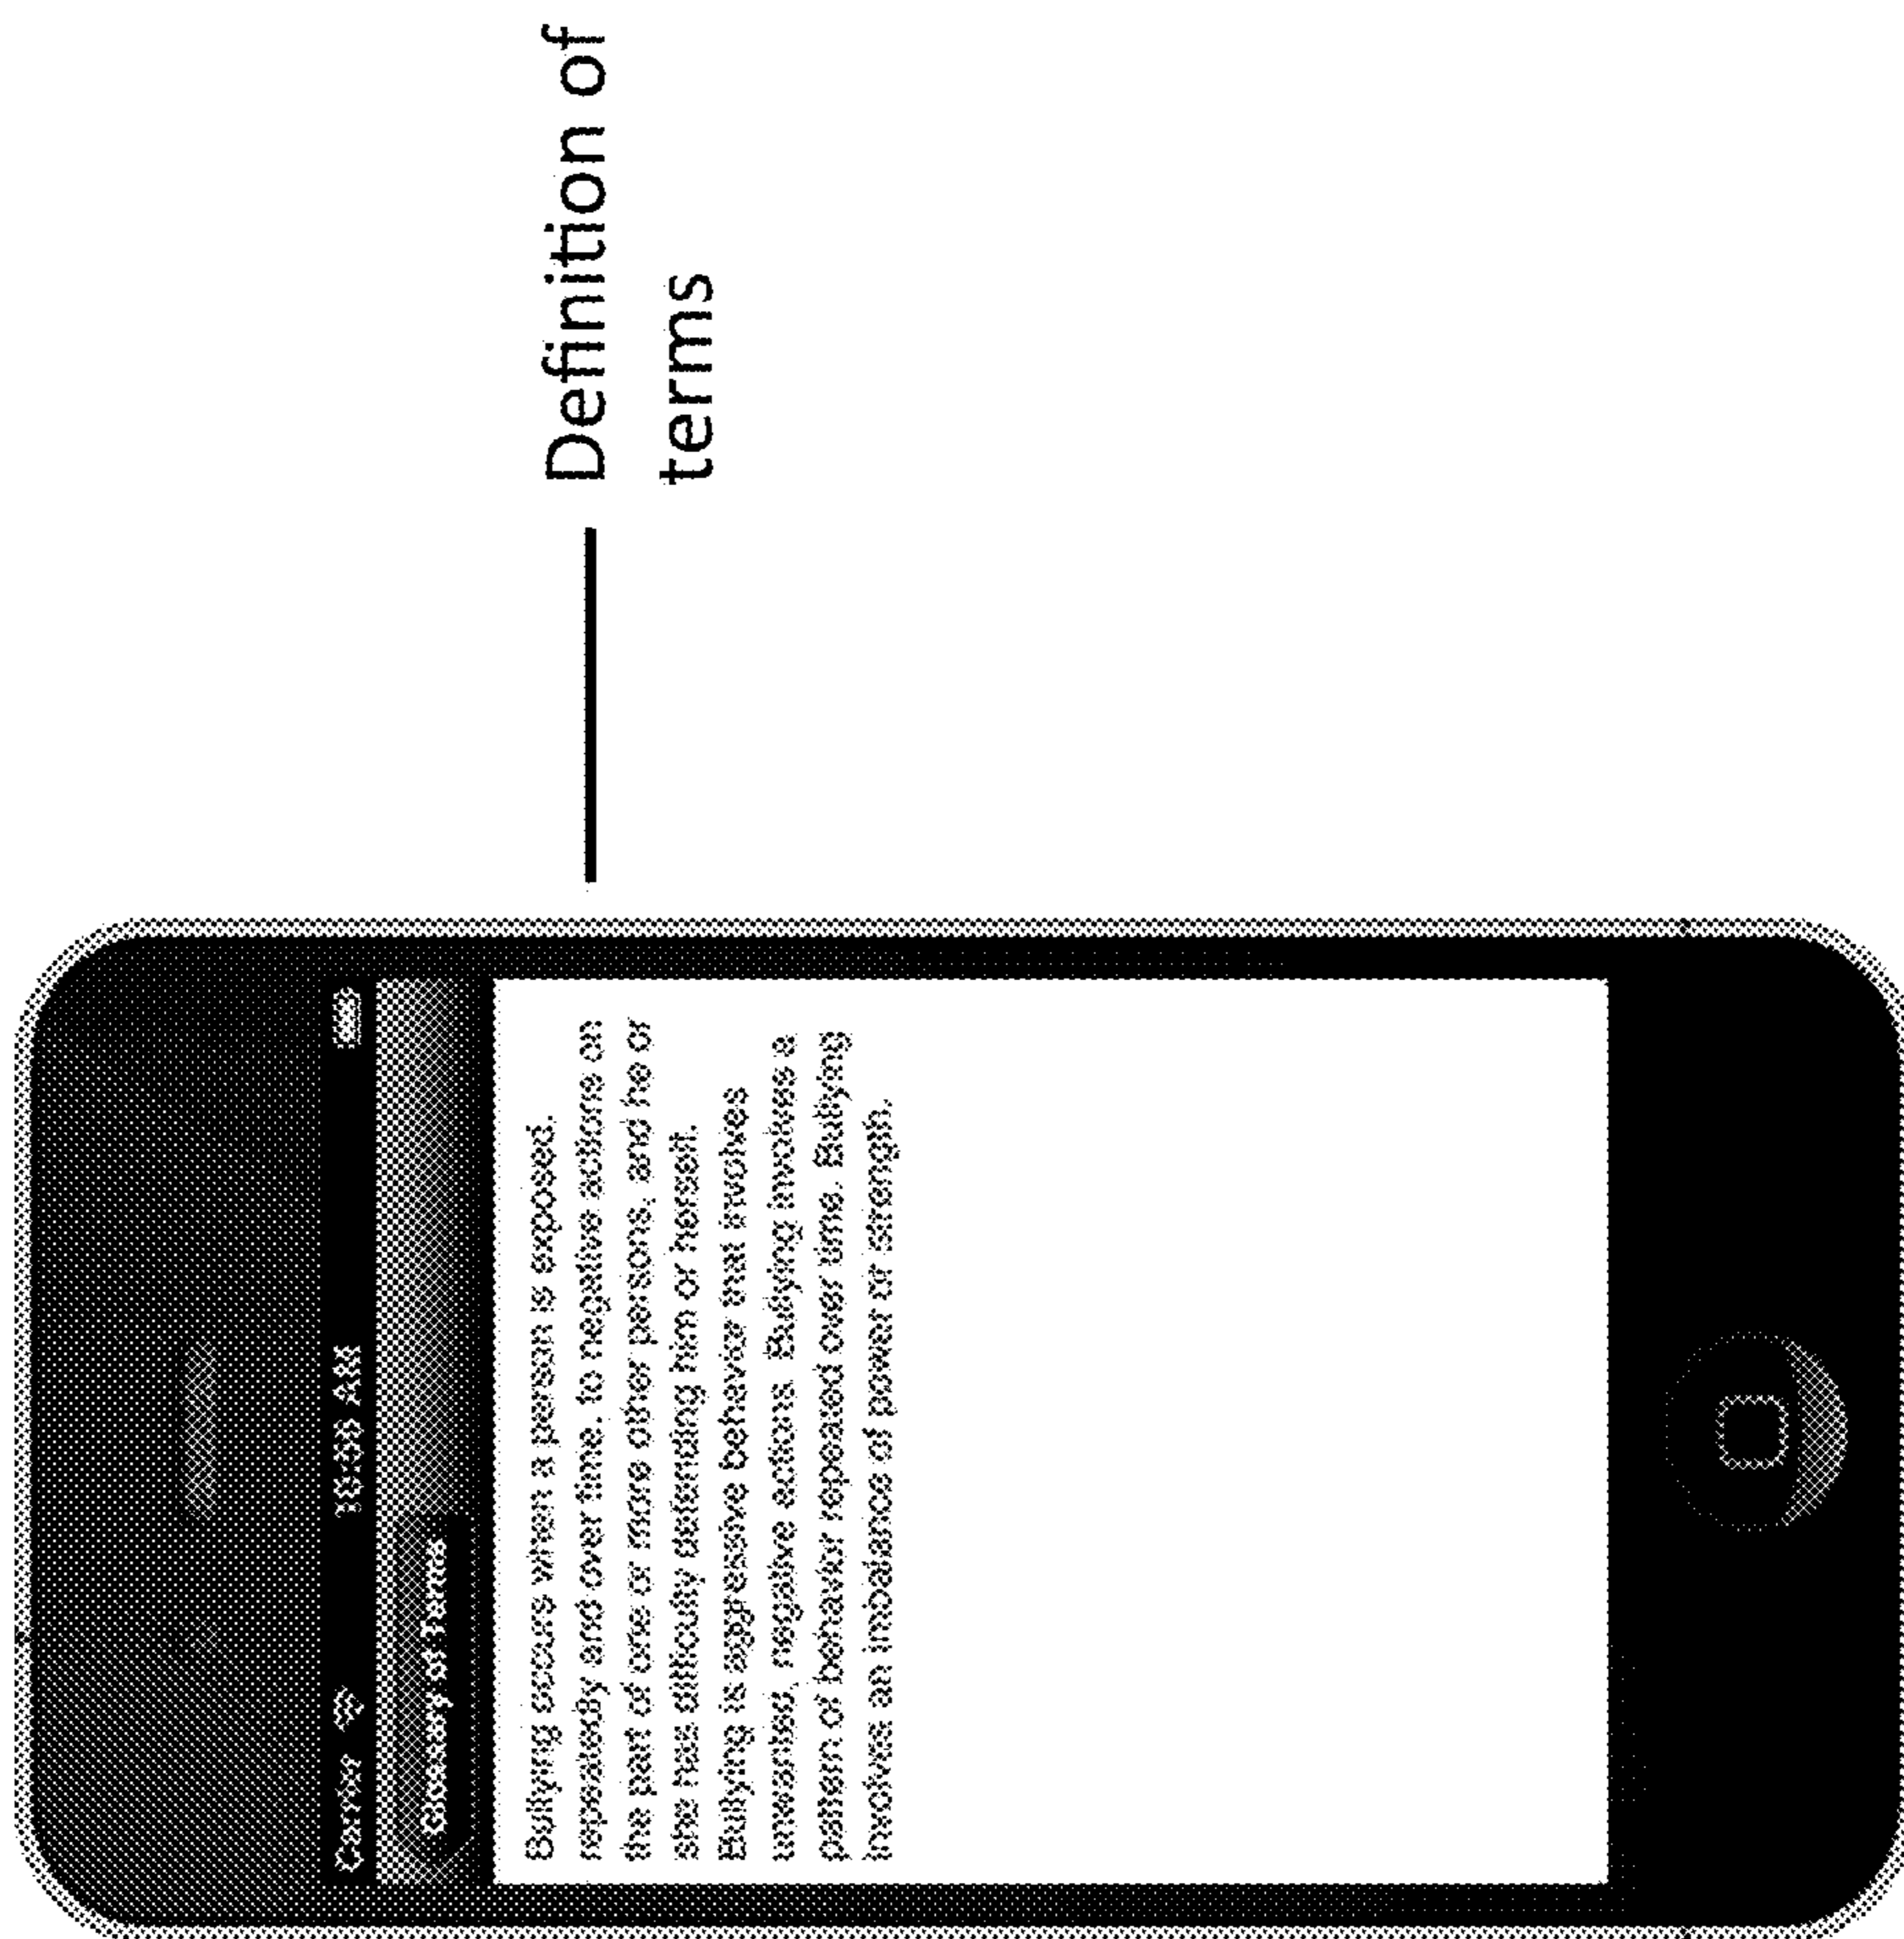 Definition of
terms
Carrier
Glossary of Terms
Bullying occurs when a person is exposed,
repeatedly and over time, to negative actions on
the part of one or more other persons, and he or
she has difficulty defending him or herself.
Bullying is aggressive behavior that involves
unwanted, negative actions. Bullying involves a
pattern of behavior repeated over time. Bullying
involves an imbalance of power or strength.